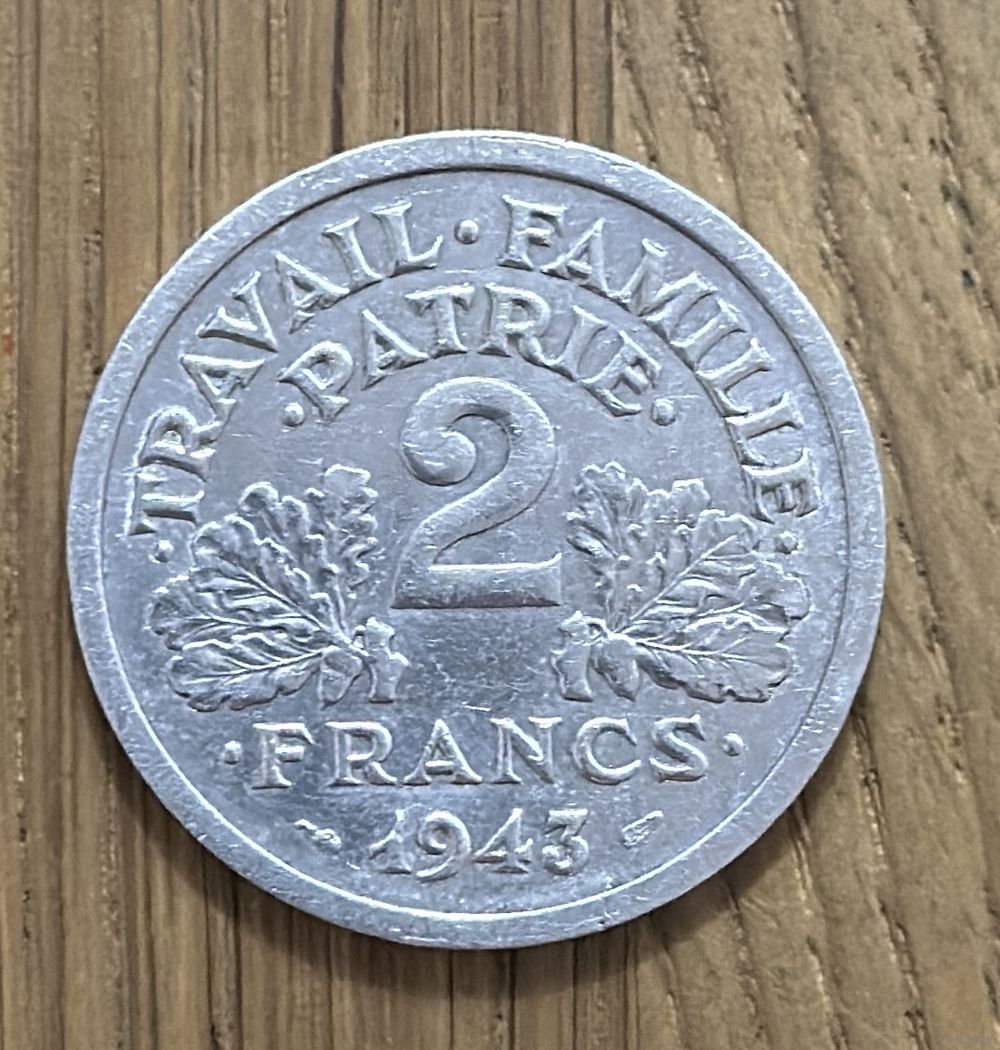 ·TRAVAIL·FAMILLE·
·PATRIE·
2
·FRANCS·
1943